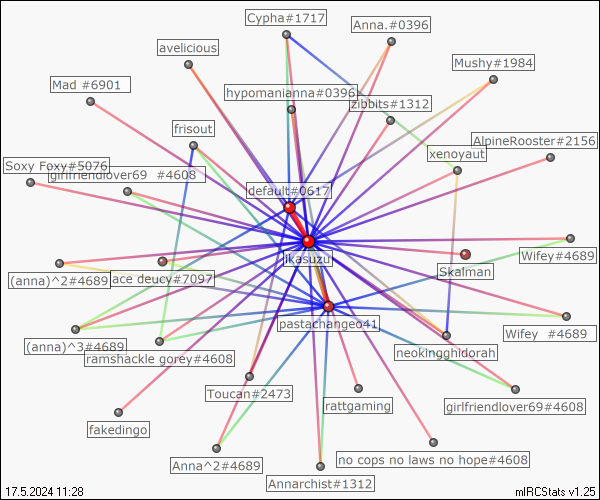 Cypha#1717
Anna.#0396
avelicious
Mushy#1984
Mad #6901
hypomanianna#0396
zibbits#1312
frisout
AlpineRooster#2156
xenoyaut
Soxy Foxy#5076
girlfriendlover69 #4608
default#0617
ikasuzu
Wifey#4689
Skaiman
(anna)^2#4689
ace deucy#7097
pastachangeo41
Wifey #4689
(anna)^3#4689
ramshackle gorey#4608
neokingghidorah
Toucan#2473
rattgaming
girlfriendlover69#4608
fakedingo
no cops no laws no hope#4608
Anna^2#4689
Annarchist#1312
17.5.2024 11:28
mIRCStats v1.25